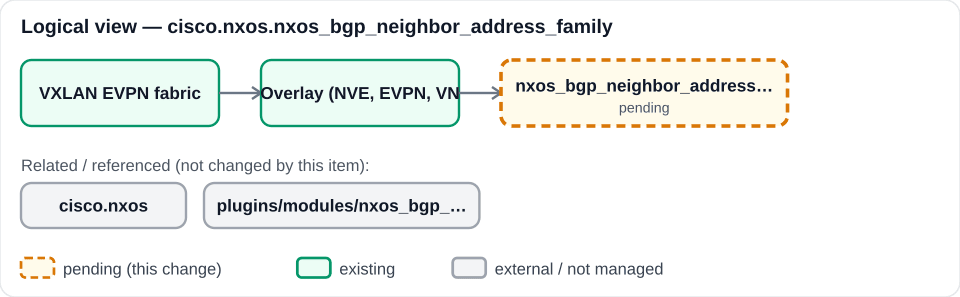 Logical view — cisco.nxos.nxos_bgp_neighbor_address_family
VXLAN EVPN fabric
Overlay (NVE, EVPN, VN
nxos_bgp_neighbor_address…
pending
Related / referenced (not changed by this item):
cisco.nxos
plugins/modules/nxos_bgp_…
pending (this change)
existing
external / not managed